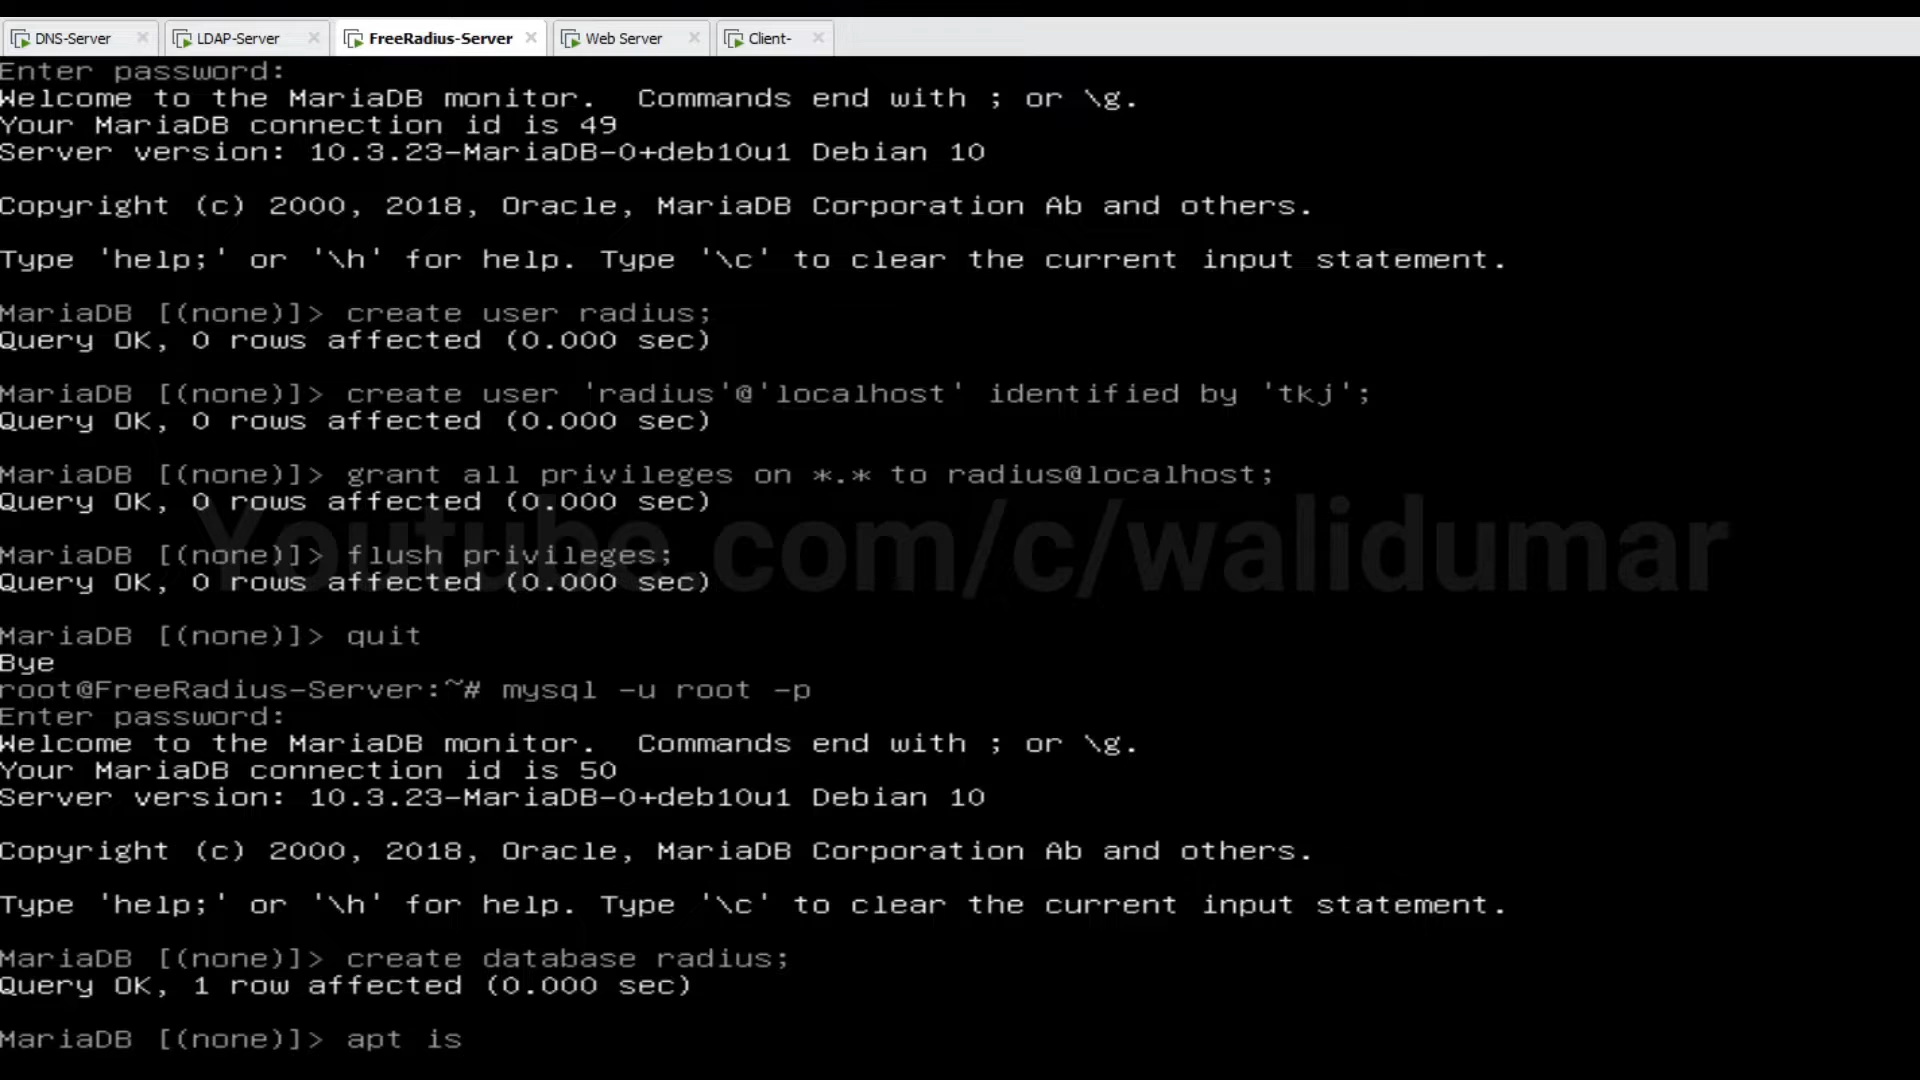 DNS-Server
LDAP-Server
FreeRadius-Server
Web Server
Client-
Enter password:
Welcome to the MariaDB monitor.  Commands end with ; or \g.
Your MariaDB connection id is 49
Server version: 10.3.23-MariaDB-0+deb10u1 Debian 10
Copyright (c) 2000, 2018, Oracle, MariaDB Corporation Ab and others.
Type 'help;' or '\h' for help. Type '\c' to clear the current input statement.
MariaDB [(none)]> create user radius;
Query OK, 0 rows affected (0.000 sec)
MariaDB [(none)]> create user 'radius'@'localhost' identified by 'tkj';
Query OK, 0 rows affected (0.000 sec)
MariaDB [(none)]> grant all privileges on *.* to radius@localhost;
Query OK, 0 rows affected (0.000 sec)
Youtube.com/c/walidumar
MariaDB [(none)]> flush privileges;
Query OK, 0 rows affected (0.000 sec)
MariaDB [(none)]> quit
Bye
root@FreeRadius-Server:~# mysql -u root -p
Enter password:
Welcome to the MariaDB monitor.  Commands end with ; or \g.
Your MariaDB connection id is 50
Server version: 10.3.23-MariaDB-0+deb10u1 Debian 10
Copyright (c) 2000, 2018, Oracle, MariaDB Corporation Ab and others.
Type 'help;' or '\h' for help. Type '\c' to clear the current input statement.
MariaDB [(none)]> create database radius;
Query OK, 1 row affected (0.000 sec)
MariaDB [(none)]> apt is